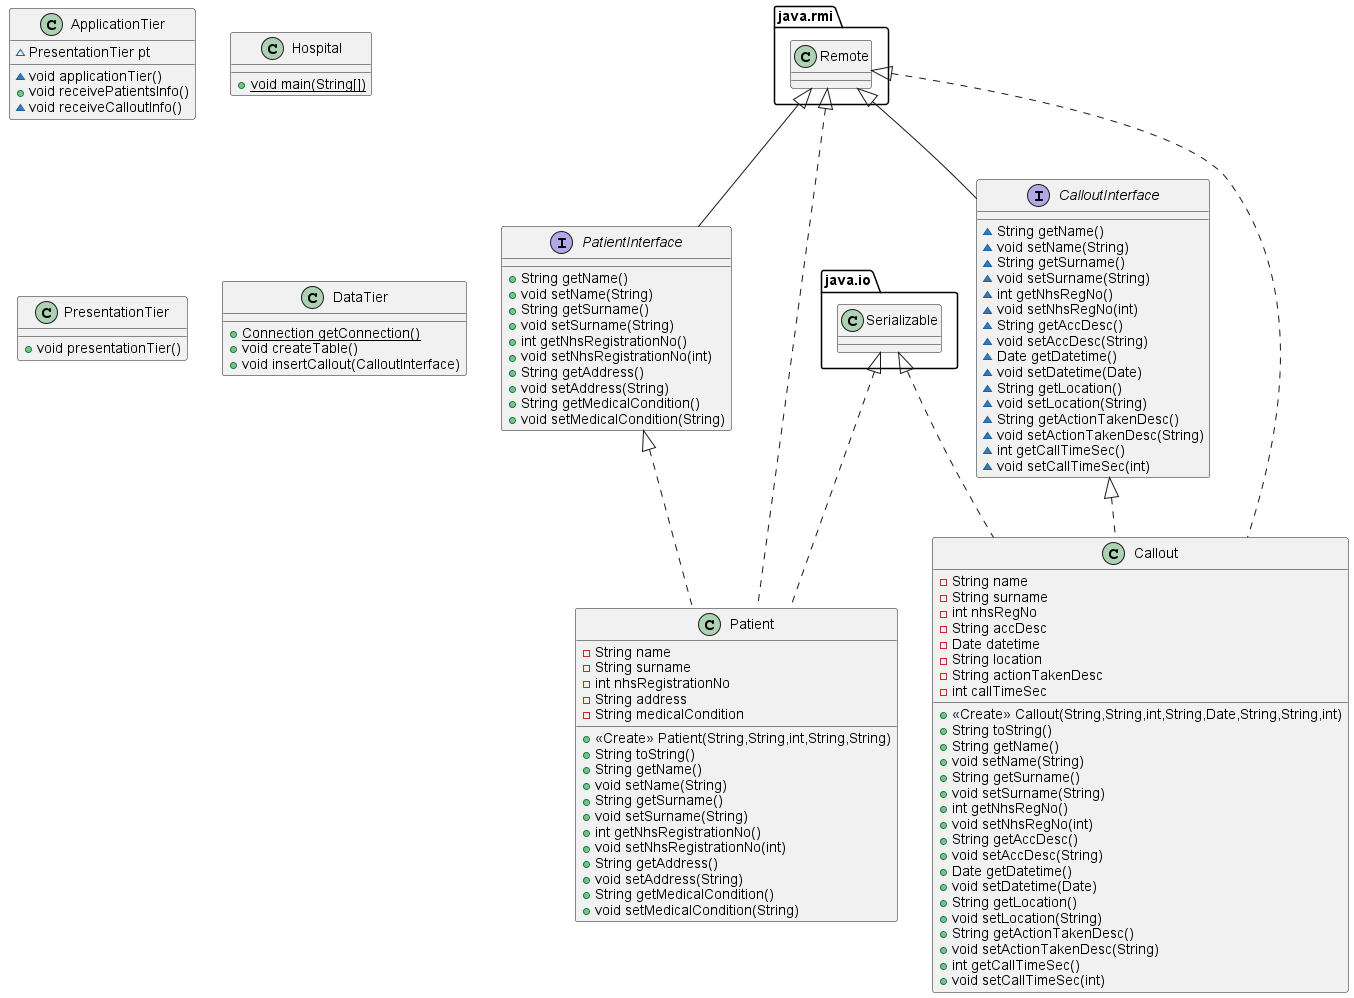 ApplicationTier
PresentationTier pt
void applicationTier()
void receivePatientsInfo()
void receiveCalloutInfo()
Hospital
void main(String[])
java.rmi
Remote
PatientInterface
String getName()
void setName(String)
String getSurname()
void setSurname(String)
int getNhsRegistrationNo()
void setNhsRegistrationNo(int)
String getAddress()
void setAddress(String)
String getMedicalCondition()
void setMedicalCondition(String)
CalloutInterface
String getName()
void setName(String)
String getSurname()
void setSurname(String)
int getNhsRegNo()
void setNhsRegNo(int)
String getAccDesc()
void setAccDesc(String)
Date getDatetime()
void setDatetime(Date)
String getLocation()
void setLocation(String)
String getActionTakenDesc()
void setActionTakenDesc(String)
int getCallTimeSec()
void setCallTimeSec(int)
java.io
Serializable
PresentationTier
void presentationTier()
DataTier
Connection getConnection()
void createTable()
void insertCallout(CalloutInterface)
Patient
String name
String surname
int nhsRegistrationNo
String address
String medicalCondition
«Create» Patient(String,String,int,String,String)
String toString()
String getName()
void setName(String)
String getSurname()
void setSurname(String)
int getNhsRegistrationNo()
void setNhsRegistrationNo(int)
String getAddress()
void setAddress(String)
String getMedicalCondition()
void setMedicalCondition(String)
Callout
String name
String surname
int nhsRegNo
String accDesc
Date datetime
String location
String actionTakenDesc
int callTimeSec
«Create» Callout(String,String,int,String,Date,String,String,int)
String toString()
String getName()
void setName(String)
String getSurname()
void setSurname(String)
int getNhsRegNo()
void setNhsRegNo(int)
String getAccDesc()
void setAccDesc(String)
Date getDatetime()
void setDatetime(Date)
String getLocation()
void setLocation(String)
String getActionTakenDesc()
void setActionTakenDesc(String)
int getCallTimeSec()
void setCallTimeSec(int)